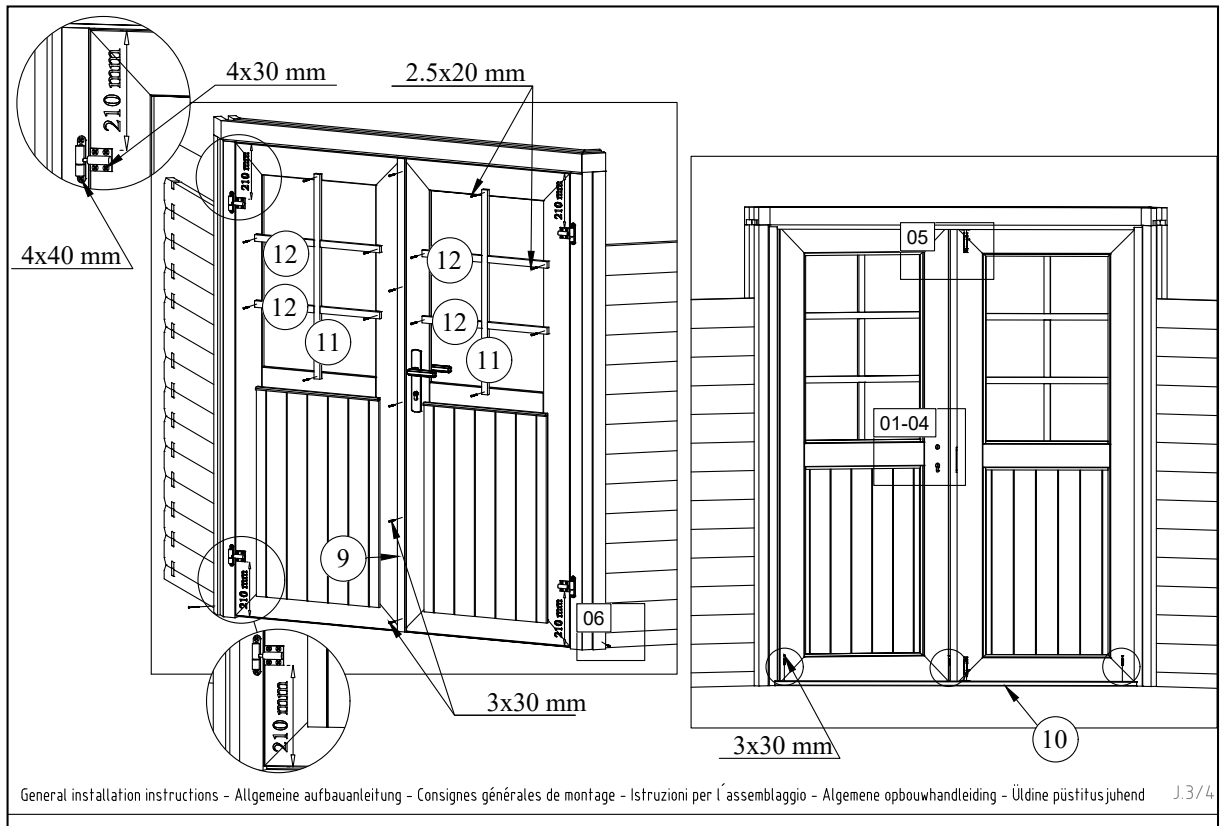 210 mm
4x30 mm
2.5x20 mm
4x40 mm
210 mm
210 mm
05
12
12
12
12
11
11
01-04
9
210 mm
210 mm
06
210 mm
3x30 mm
3x30 mm
10
General installation instructions - Allgemeine aufbauanleitung - Consignes générales de montage - Istruzioni per l´assemblaggio - Algemene opbouwhandleiding - Üldine püstitusjuhend J.3/4